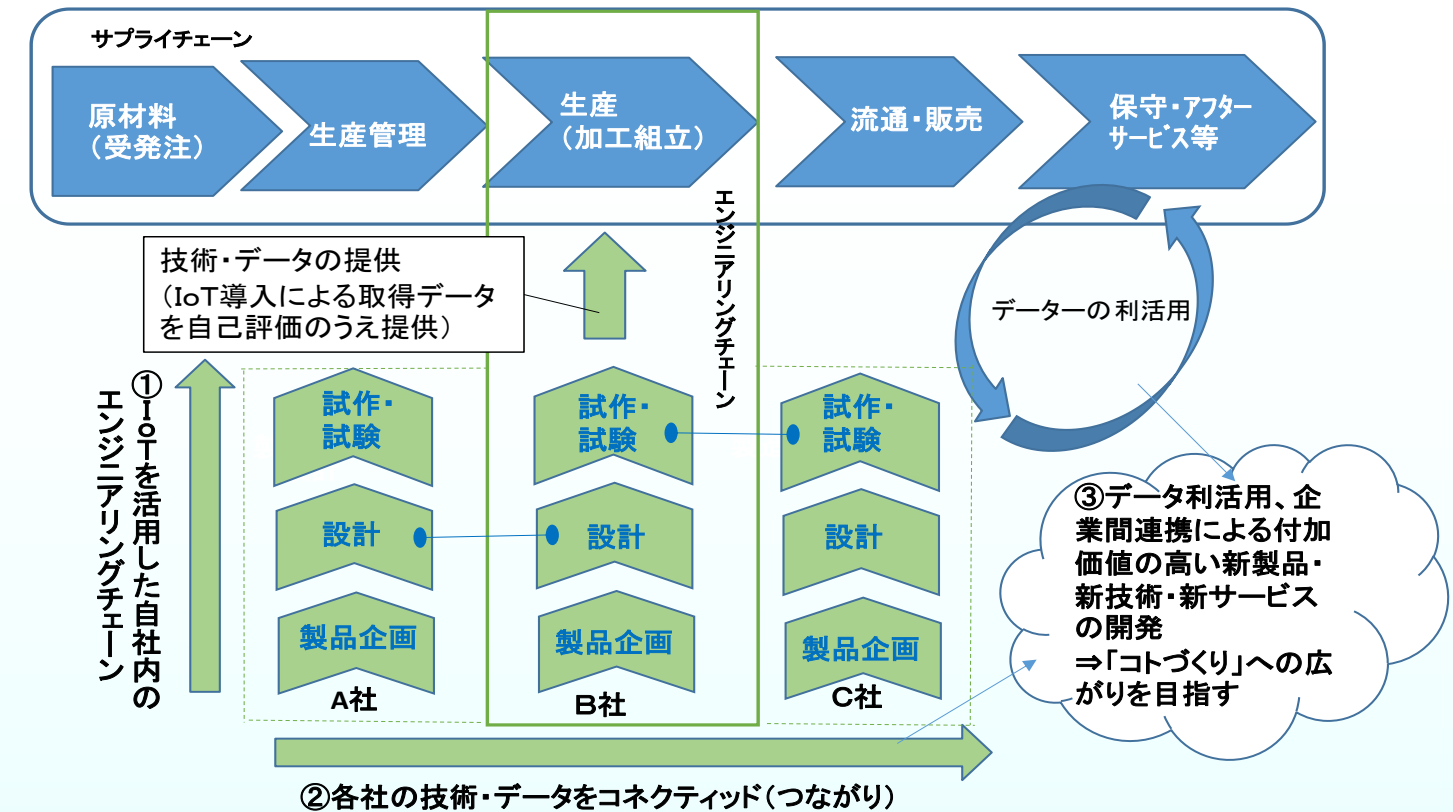 サプライチェーン
原材料
（受発注）
生産管理
生産
（加工組立）
流通・販売
保守・アフター
サービス等
エンジニアリングチェーン
技術・データの提供
（IoT導入による取得データ
を自己評価のうえ提供）
データーの利活用
①IoTを活用した自社内の
エンジニアリングチェーン
試作・
試験
設計
製品企画
A社
試作・
試験
設計
製品企画
B社
試作・
試験
設計
製品企画
C社
③データ利活用、企
業間連携による付加
価値の高い新製品・
新技術・新サービス
の開発
⇒「コトづくり」への広
がりを目指す
②各社の技術・データをコネクティッド（つながり）